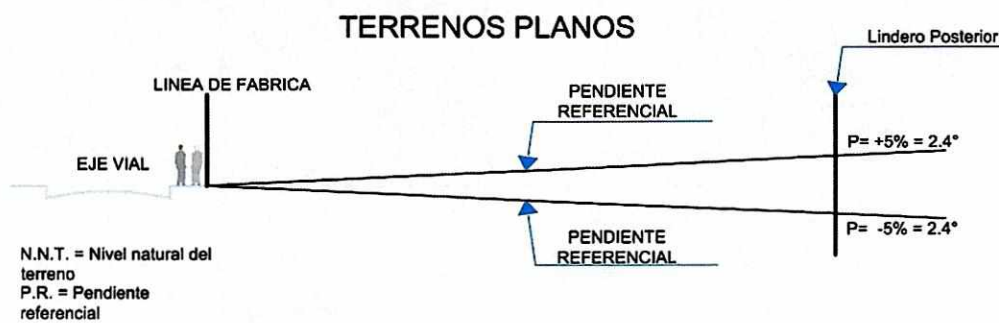 TERRENOS PLANOS
Lindero Posterior
LINEA DE FABRICA
PENDIENTE
REFERENCIAL
P= +5% = 2.4°
EJE VIAL
P= -5% = 2.4°
PENDIENTE
REFERENCIAL
N.N.T. = Nivel natural del
terreno
P.R. = Pendiente
referencial